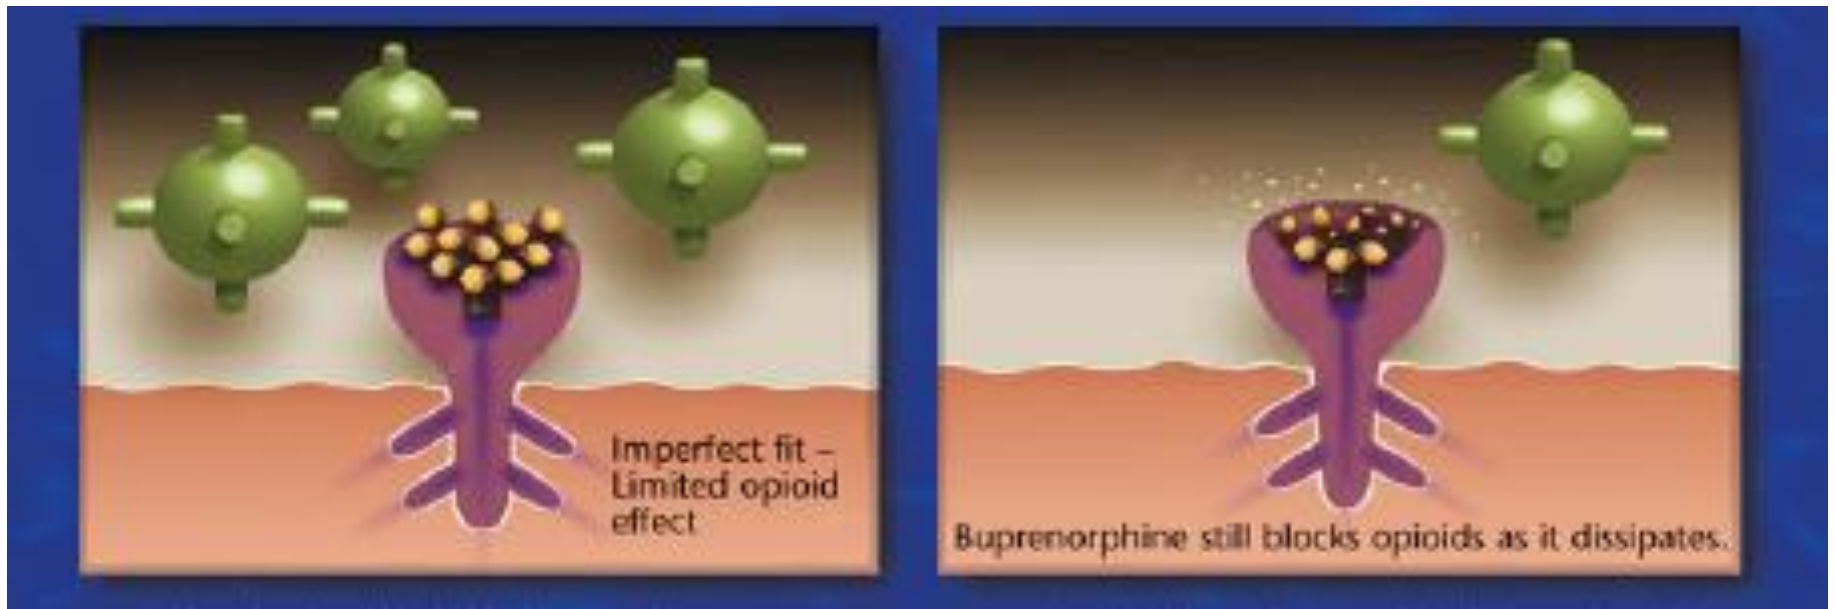 Imperfect fit –
Limited opioid
effect
Buprenorphine still blocks opioids as it dissipates.